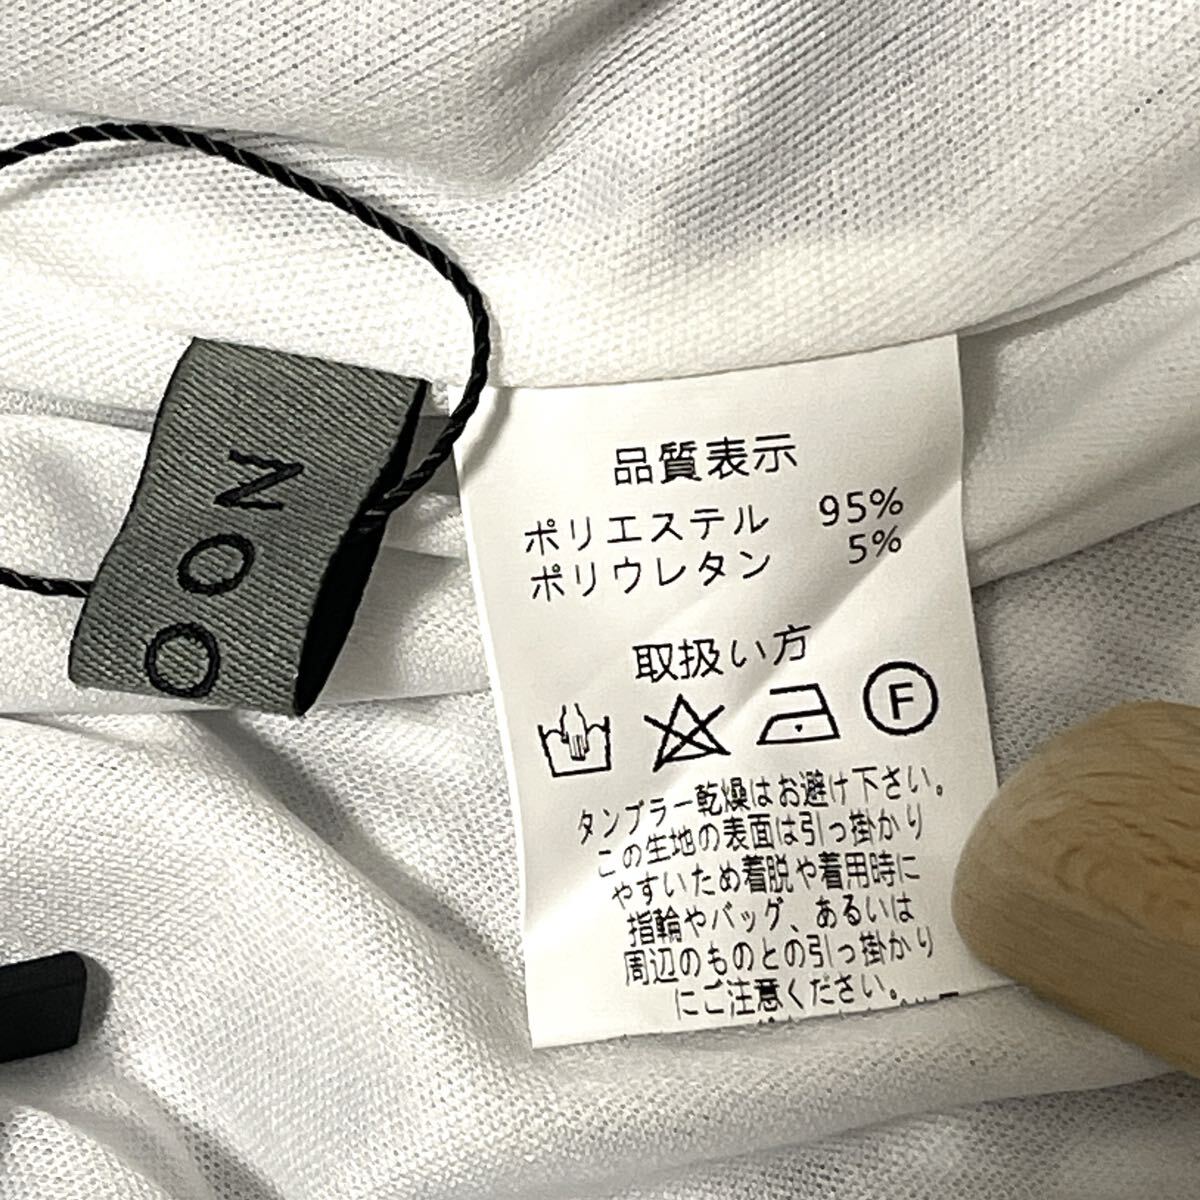 NOO
品質表示
ポリエステル 95%
ポリウレタン 5%
取扱い方
F
タンブラー乾燥はお避け下さい。
この生地の表面は引っ掛かり
やすいため着脱や着用時に
指輪やバッグ、あるいは
周辺のものとの引っ掛かり
にご注意ください。